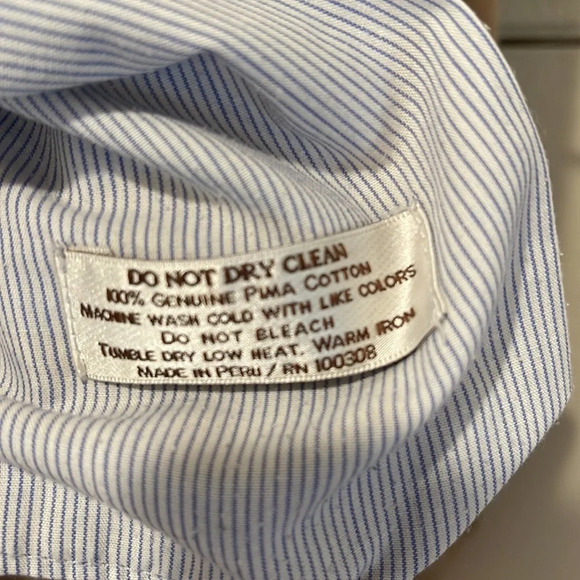 DO NOT DRY CLEAN
100% GENUINE PIMA COTTON
MACHINE WASH COLD WITH LIKE COLORS
DO NOT BLEACH
TUMBLE DRY LOW HEAT. WARM IRON
MADE IN PERU / RN 100308